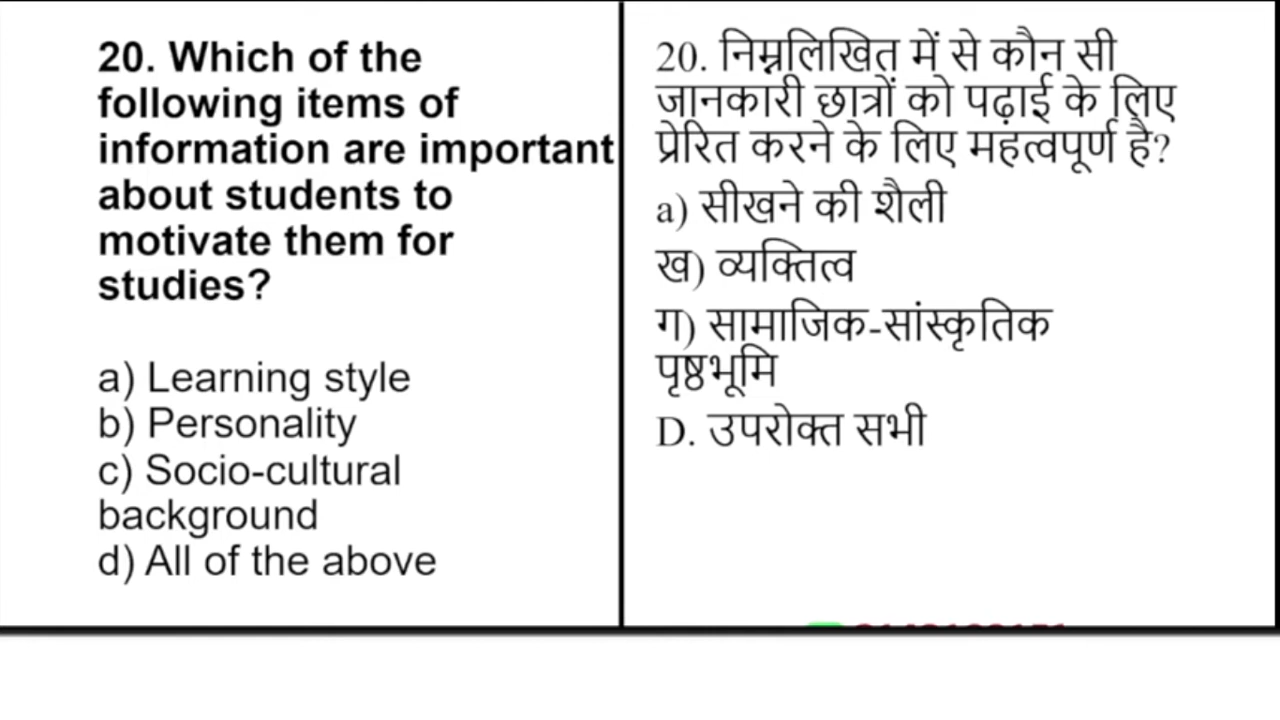 20. Which of the
following items of
information are important
about students to
motivate them for
studies?
a) Learning style
b) Personality
c) Socio-cultural
background
d) All of the above
20. निम्नलिखित में से कौन सी
जानकारी छात्रों को पढ़ाई के लिए
प्रेरित करने के लिए महत्वपूर्ण है?
a) सीखने की शैली
ख) व्यक्तित्व
ग) सामाजिक-सांस्कृतिक
पृष्ठभूमि
D. उपरोक्त सभी